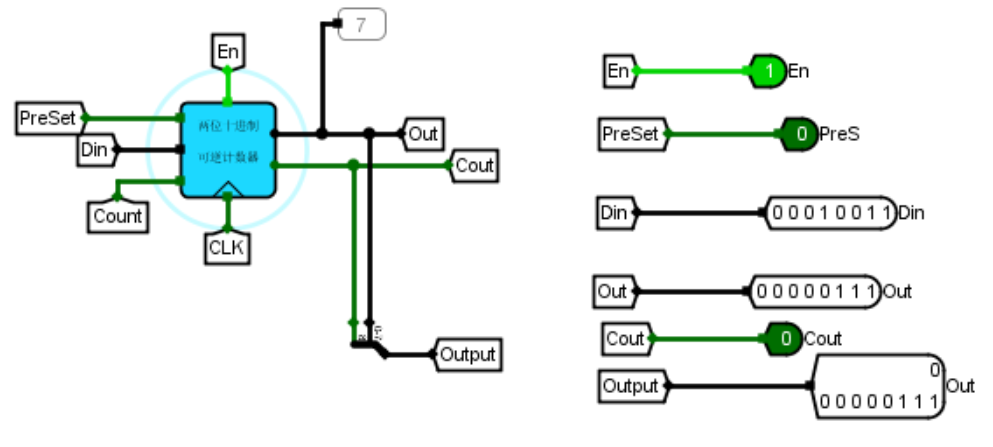 7
En
PreSet
两位十进制
Din
可逆计数器
Out
Cout
Count
CLK
Output
En 1 En
PreSet 0 PreS
Din 0 0 0 1 0 0 1 1 Din
Out 0 0 0 0 0 1 1 1 Out
Cout 0 Cout
Output 0
0 0 0 0 0 1 1 1 Out